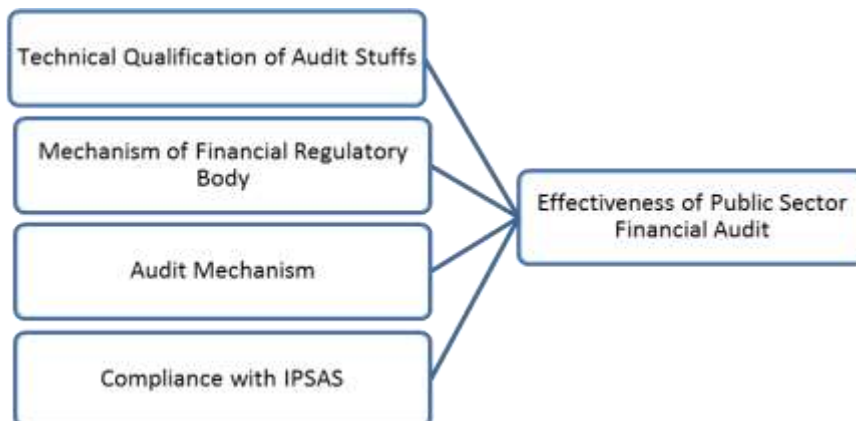 Technical Qualification of Audit Stuffs
Mechanism of Financial Regulatory
Body
Audit Mechanism
Compliance with IPSAS
Effectiveness of Public Sector
Financial Audit